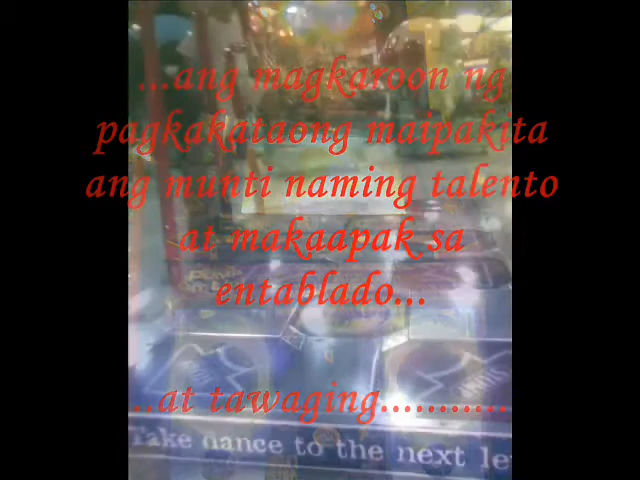 ...ang magkaroon ng
pagkakataong maipakita
ang munti naming talento
at makaapak sa
entablado...
...at tawaging...........
Take dance to the next